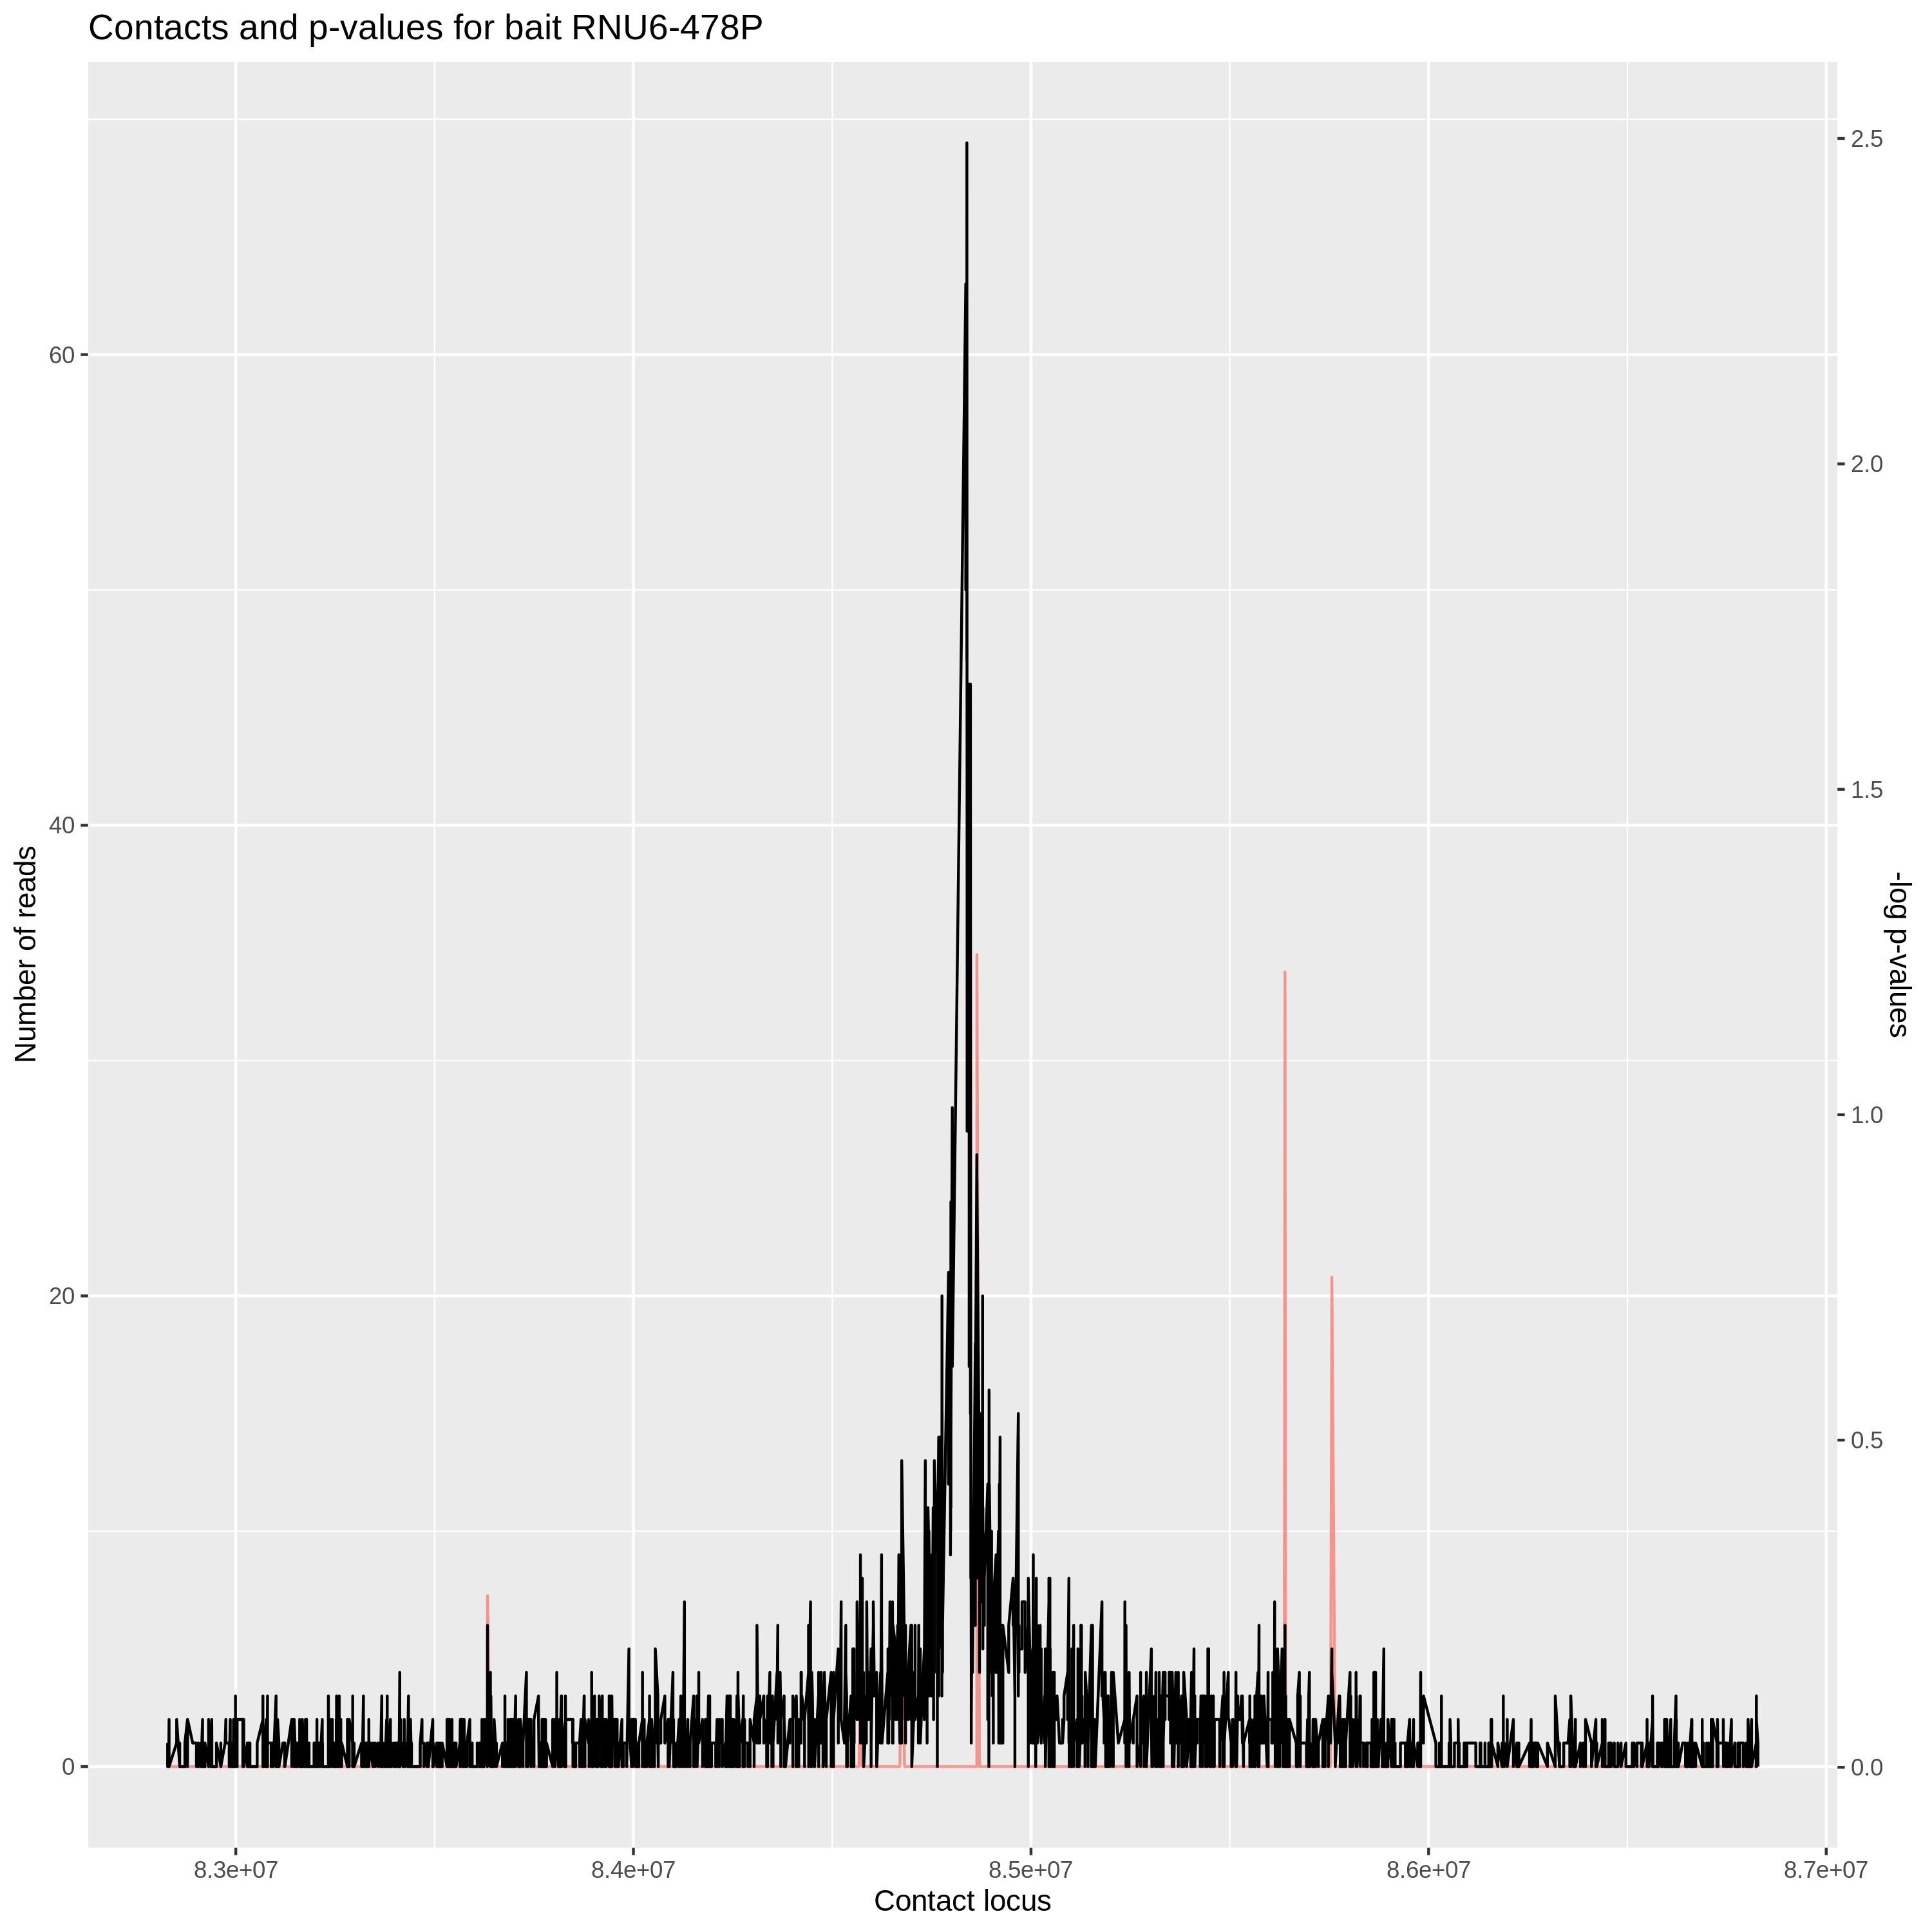 Contacts and p-values for bait RNU6-478P
60
40
20
0
Number of reads
2.5
2.0
1.5
1.0
0.5
0.0
-log p-values
8.3e+07
8.4e+07
8.5e+07
8.6e+07
8.7e+07
Contact locus